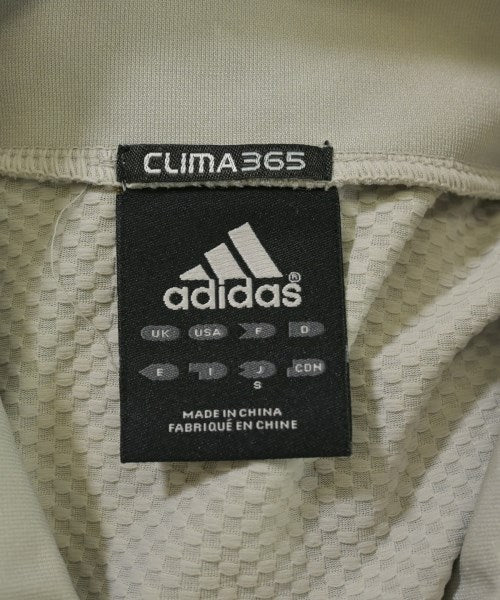 CLIMA365
adidas®
UK USA F D
E I J CDN
S
MADE IN CHINA
FABRIQUÉ EN CHINE